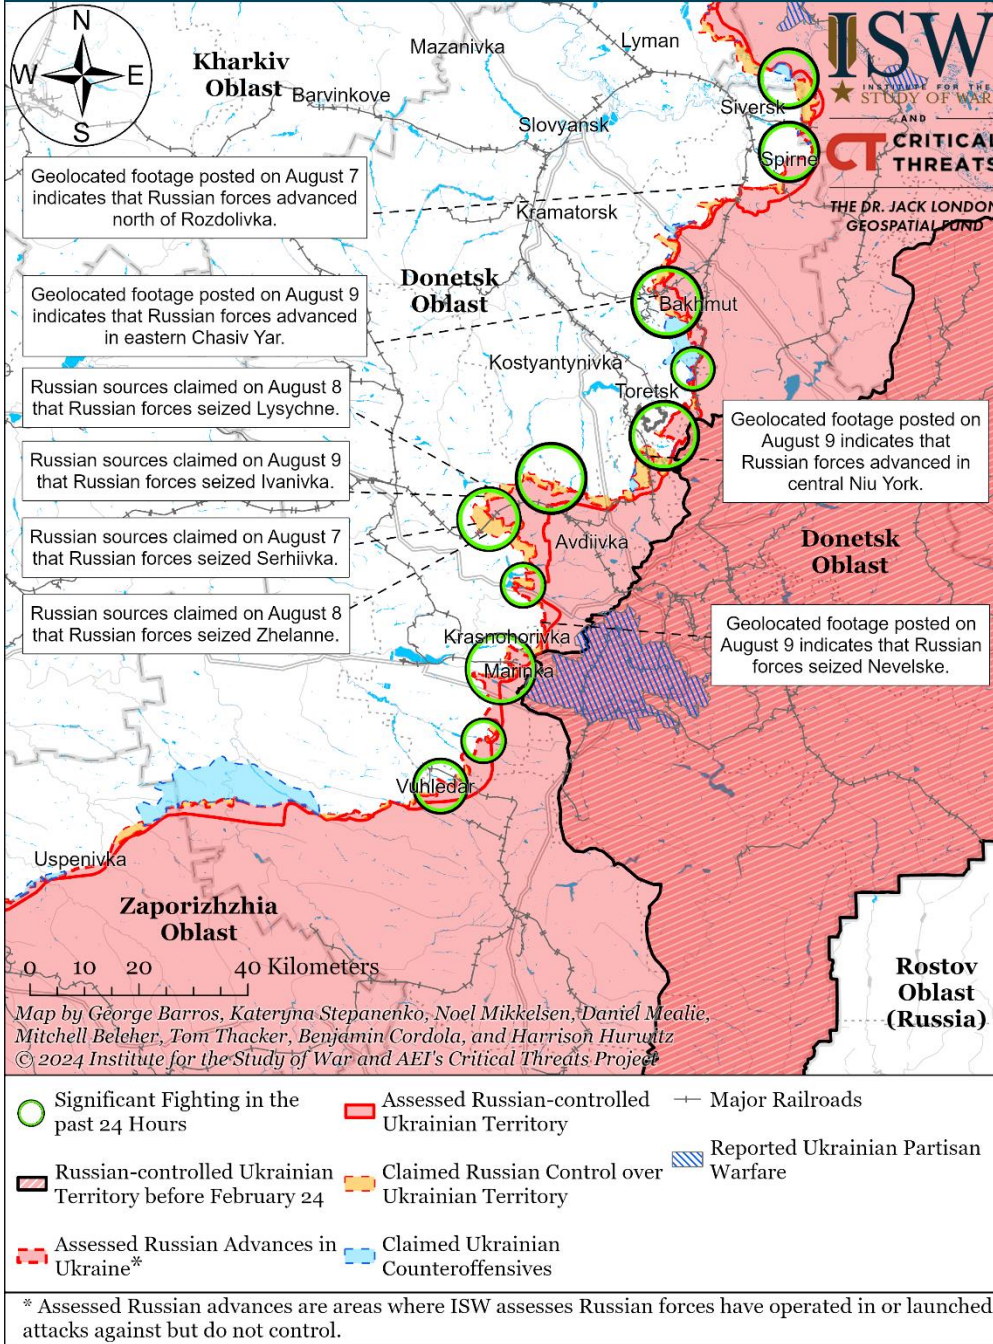 N
W
E
S
Kharkiv
Oblast
Mazanivka
Lyman
Barvinkove
Slovyansk
Siversk
ISW
INSTITUTE FOR THE
STUDY OF WAR
AND
CT CRITICAL
THREATS
THE DR. JACK LONDON
GEOSPATIAL FUND
Spirne
Geolocated footage posted on August 7
indicates that Russian forces advanced
north of Rozdolivka.
Kramatorsk
Donetsk
Oblast
Geolocated footage posted on August 9
indicates that Russian forces advanced
in eastern Chasiv Yar.
Bakhmut
Kostyantynivka
Toretsk
Russian sources claimed on August 8
that Russian forces seized Lysychne.
Russian sources claimed on August 9
that Russian forces seized Ivanivka.
Russian sources claimed on August 7
that Russian forces seized Serhiivka.
Russian sources claimed on August 8
that Russian forces seized Zhelanne.
Geolocated footage posted on
August 9 indicates that
Russian forces advanced in
central Niu York.
Avdiivka
Donetsk
Oblast
Krasnohorivka
Marinka
Geolocated footage posted on
August 9 indicates that Russian
forces seized Nevelske.
Vuhledar
Uspenivka
Zaporizhzhia
Oblast
Rostov
Oblast
(Russia)
0 10 20 40 Kilometers
Map by George Barros, Kateryna Stepanenko, Noel Mikkelsen, Daniel Mealie,
Mitchell Belcher, Tom Thacker, Benjamin Cordola, and Harrison Hurwitz
© 2024 Institute for the Study of War and AEI's Critical Threats Project
Significant Fighting in the
past 24 Hours
Russian-controlled Ukrainian
Territory before February 24
Assessed Russian Advances in
Ukraine*
Assessed Russian-controlled
Ukrainian Territory
Claimed Russian Control over
Ukrainian Territory
Claimed Ukrainian
Counteroffensives
Major Railroads
Reported Ukrainian Partisan
Warfare
* Assessed Russian advances are areas where ISW assesses Russian forces have operated in or launched
attacks against but do not control.